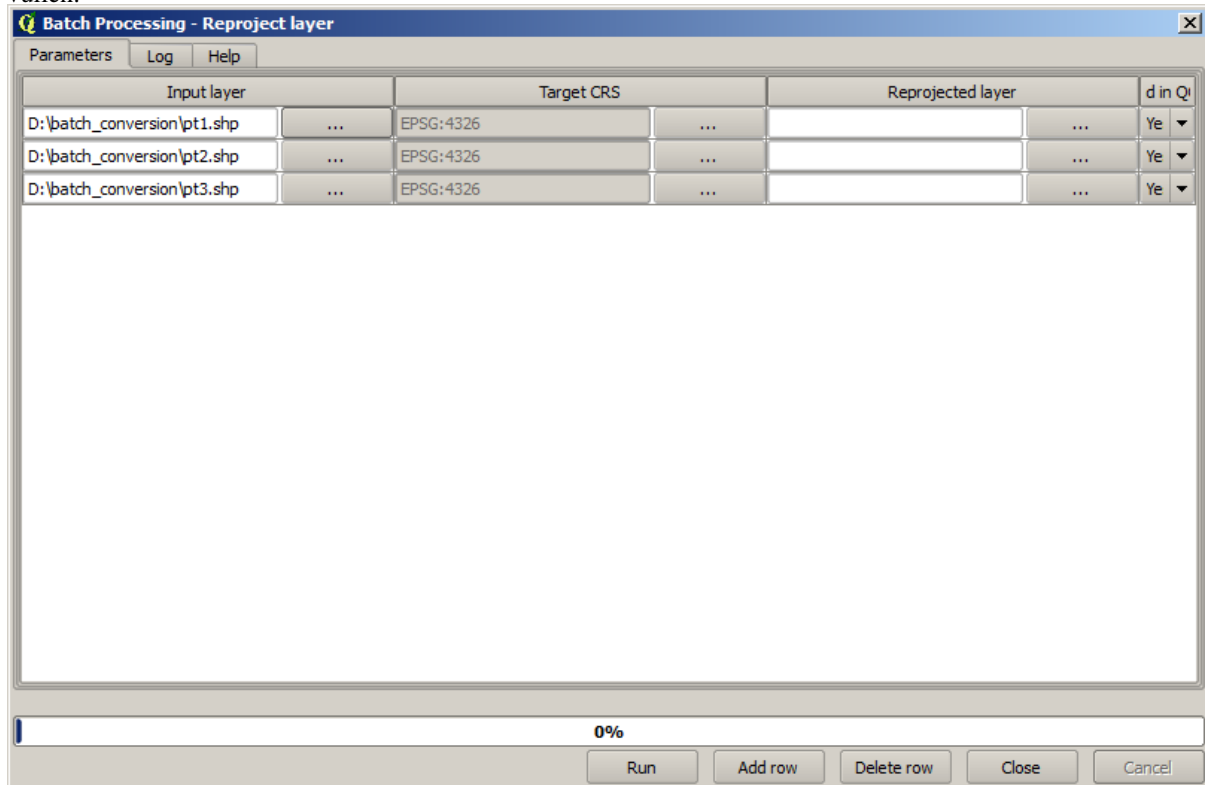 Batch Processing - Reproject layer
Parameters Log Help
Input layer Target CRS Reprojected layer d in Q
D:\batch_conversion\pt1.shp ... EPSG:4326 ... ... Ye
D:\batch_conversion\pt2.shp ... EPSG:4326 ... ... Ye
D:\batch_conversion\pt3.shp ... EPSG:4326 ... ... Ye
0%
Run Add row Delete row Close Cancel